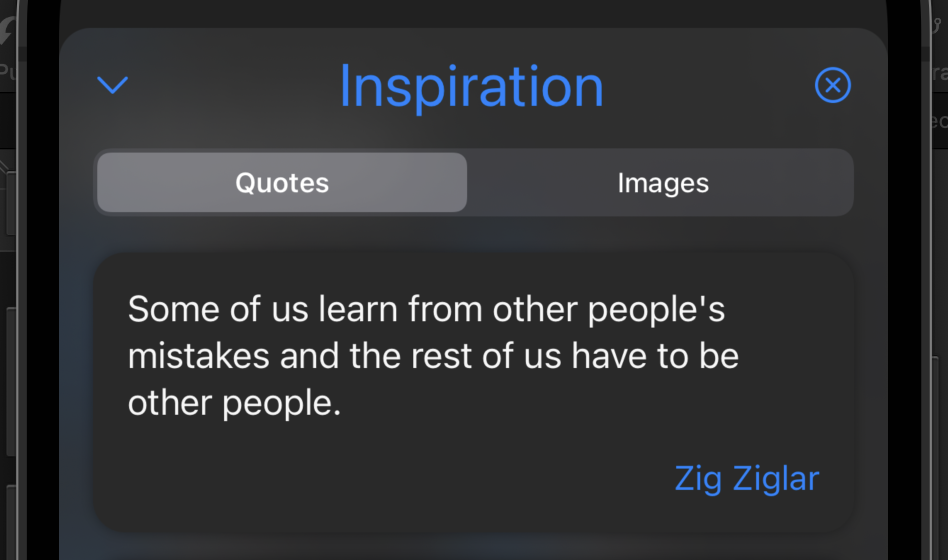 Inspiration
Quotes
Images
Some of us learn from other people's
mistakes and the rest of us have to be
other people.
Zig Ziglar